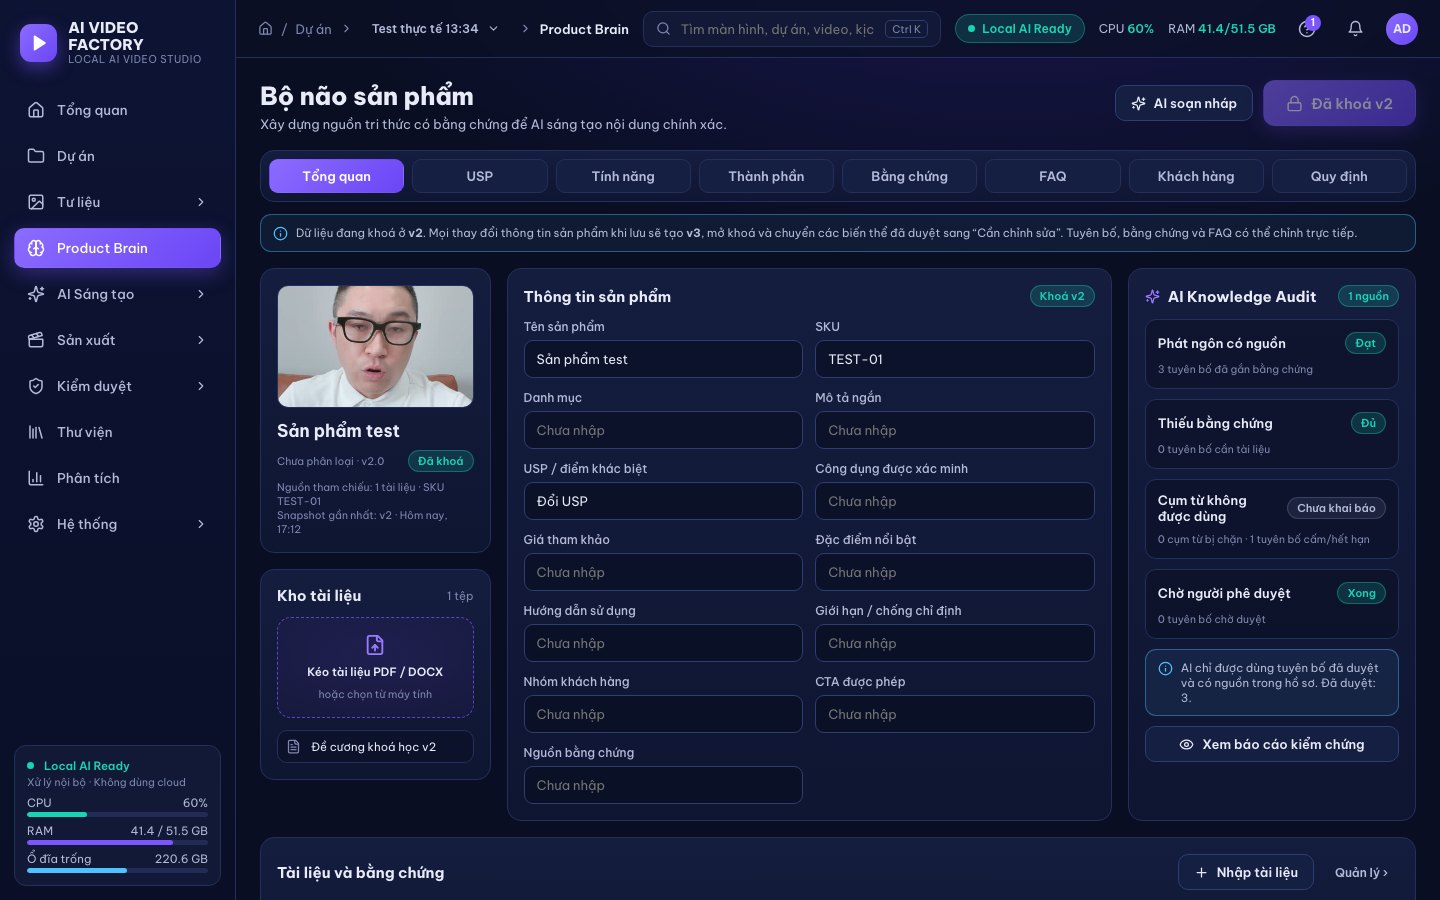 AI VIDEO
FACTORY
LOCAL AI VIDEO STUDIO
Tổng quan
Dự án
Tư liệu
Product Brain
AI Sáng tạo
Sản xuất
Kiểm duyệt
Thư viện
Phân tích
Hệ thống
Local AI Ready
Xử lý nội bộ · Không dùng cloud
CPU 60%
RAM 41.4 / 51.5 GB
Ổ đĩa trống 220.6 GB
/ Dự án > Test thực tế 13:34 > Product Brain
Tìm màn hình, dự án, video, kịc
Ctrl K
Local AI Ready
CPU 60%
RAM 41.4/51.5 GB
1
AD
Bộ não sản phẩm
Xây dựng nguồn tri thức có bằng chứng để AI sáng tạo nội dung chính xác.
AI soạn nháp
Đã khoá v2
Tổng quan
USP
Tính năng
Thành phần
Bằng chứng
FAQ
Khách hàng
Quy định
Dữ liệu đang khoá ở v2. Mọi thay đổi thông tin sản phẩm khi lưu sẽ tạo v3, mở khoá và chuyển các biến thể đã duyệt sang “Cần chỉnh sửa”. Tuyên bố, bằng chứng và FAQ có thể chỉnh trực tiếp.
Sản phẩm test
Chưa phân loại · v2.0
Đã khoá
Nguồn tham chiếu: 1 tài liệu · SKU
TEST-01
Snapshot gần nhất: v2 · Hôm nay,
17:12
Kho tài liệu
1 tệp
Kéo tài liệu PDF / DOCX
hoặc chọn từ máy tính
Đề cương khoá học v2
Thông tin sản phẩm
Khoá v2
Tên sản phẩm
Sản phẩm test
SKU
TEST-01
Danh mục
Chưa nhập
Mô tả ngắn
Chưa nhập
USP / điểm khác biệt
Đổi USP
Công dụng được xác minh
Chưa nhập
Giá tham khảo
Chưa nhập
Đặc điểm nổi bật
Chưa nhập
Hướng dẫn sử dụng
Chưa nhập
Giới hạn / chống chỉ định
Chưa nhập
Nhóm khách hàng
Chưa nhập
CTA được phép
Chưa nhập
Nguồn bằng chứng
Chưa nhập
AI Knowledge Audit
1 nguồn
Phát ngôn có nguồn
Đạt
3 tuyên bố đã gắn bằng chứng
Thiếu bằng chứng
Đủ
0 tuyên bố cần tài liệu
Cụm từ không
được dùng
Chưa khai báo
0 cụm từ bị chặn · 1 tuyên bố cấm/hết hạn
Chờ người phê duyệt
Xong
0 tuyên bố chờ duyệt
AI chỉ được dùng tuyên bố đã duyệt
và có nguồn trong hồ sơ. Đã duyệt:
3.
Xem báo cáo kiểm chứng
Tài liệu và bằng chứng
+ Nhập tài liệu
Quản lý ›